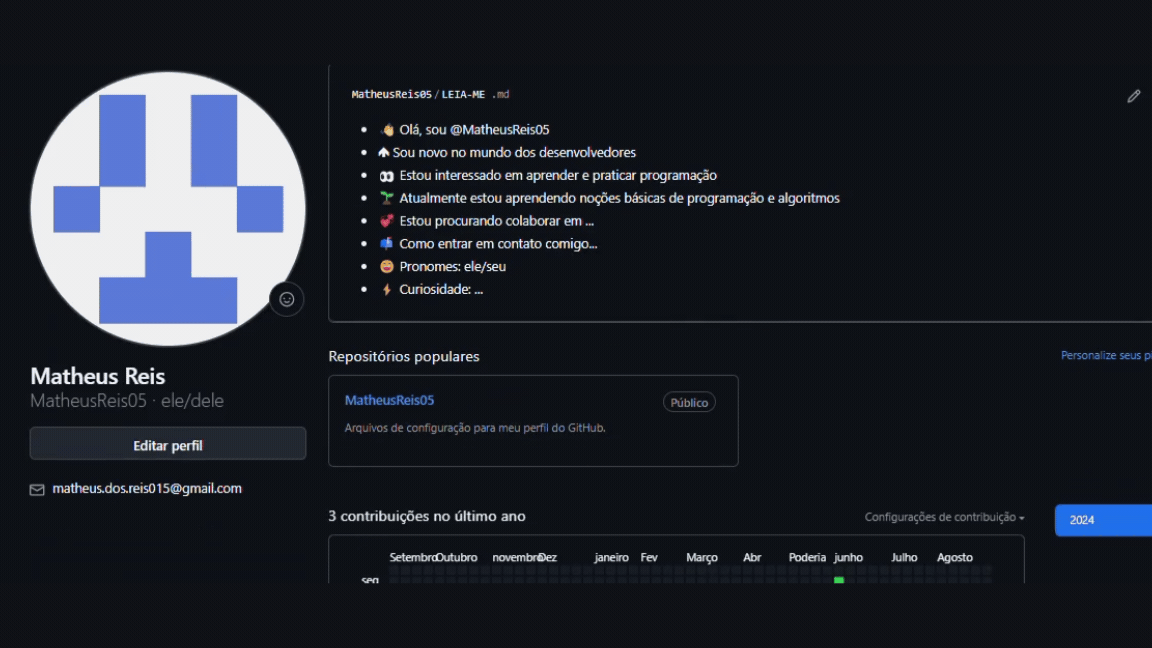 MatheusReis05/LEIA-ME .md
👋 Olá, sou @MatheusReis05
Sou novo no mundo dos desenvolvedores
👀 Estou interessado em aprender e praticar programação
🌱 Atualmente estou aprendendo noções básicas de programação e algoritmos
💞️ Estou procurando colaborar em ...
📫 Como entrar em contato comigo...
😄 Pronomes: ele/seu
⚡ Curiosidade: ...
Matheus Reis
MatheusReis05 · ele/dele
Editar perfil
matheus.dos.reis015@gmail.com
Repositórios populares
Personalize seus
MatheusReis05
Público
Arquivos de configuração para meu perfil do GitHub.
3 contribuições no último ano
Configurações de contribuição
2024
Setembro Outubro novembro Dez janeiro Fev Março Abr Poderia junho Julho Agosto
seg